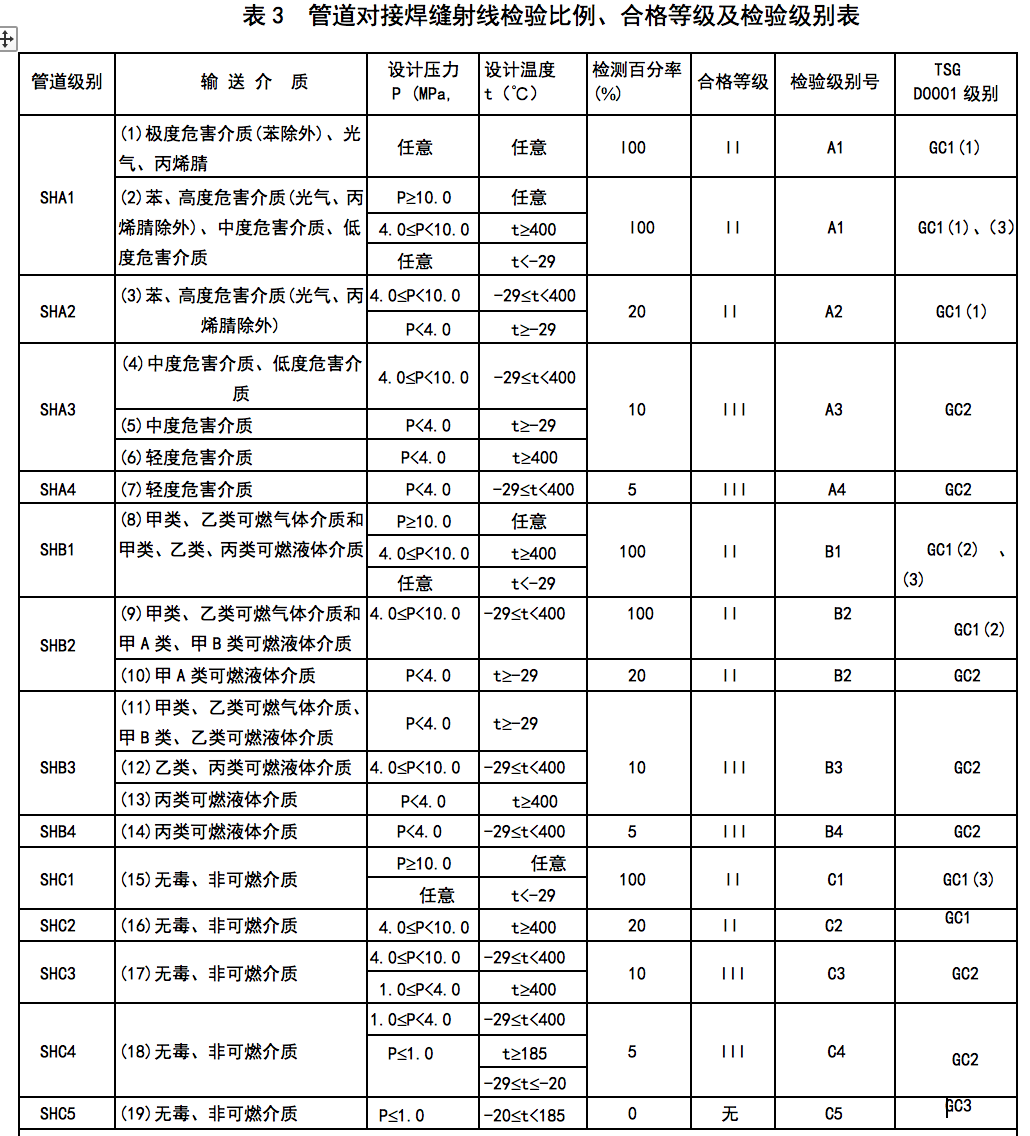 表3 管道对接焊缝射线检验比例、合格等级及检验级别表
管道级别 输 送 介 质 设计压力 设计温度 检测百分率 合格等级 检验级别号 TSG
P (MPa, t (℃) (%) D0001 级别
SHA1 (1)极度危害介质(苯除外)、光 任意 任意 100 II A1 GC1(1)
气、丙烯腈
(2)苯、高度危害介质(光气、丙 P≥10.0 任意 100 II A1 GC1(1)、(3)
烯腈除外)、中度危害介质、低 4.0≤P<10.0 t≥400
度危害介质 任意 t<-29
SHA2 (3)苯、高度危害介质(光气、丙 4.0≤P<10.0 -29≤t<400 20 II A2 GC1(1)
烯腈除外) P<4.0 t≥-29
SHA3 (4)中度危害介质、低度危害介 4.0≤P<10.0 -29≤t<400 10 III A3 GC2
质
(5)中度危害介质 P<4.0 t≥-29
(6)轻度危害介质 P<4.0 t≥400
SHA4 (7)轻度危害介质 P<4.0 -29≤t<400 5 III A4 GC2
SHB1 (8)甲类、乙类可燃气体介质和 P≥10.0 任意 100 II B1 GC1(2) 、
甲类、乙类、丙类可燃液体介质 4.0≤P<10.0 t≥400 (3)
任意 t<-29
SHB2 (9)甲类、乙类可燃气体介质和 4.0≤P<10.0 -29≤t<400 100 II B2 GC1(2)
甲A类、甲B类可燃液体介质
(10)甲A类可燃液体介质 P<4.0 t≥-29 20 II B2 GC2
SHB3 (11)甲类、乙类可燃气体介质、 P<4.0 t≥-29 10 III B3 GC2
甲B类、乙类可燃液体介质
(12)乙类、丙类可燃液体介质 4.0≤P<10.0 -29≤t<400
(13)丙类可燃液体介质 P<4.0 t≥400
SHB4 (14)丙类可燃液体介质 P<4.0 -29≤t<400 5 III B4 GC2
SHC1 (15)无毒、非可燃介质 P≥10.0 任意 100 II C1 GC1(3)
任意 t<-29
SHC2 (16)无毒、非可燃介质 4.0≤P<10.0 t≥400 20 II C2 GC1
SHC3 (17)无毒、非可燃介质 4.0≤P<10.0 -29≤t<400 10 III C3 GC2
1.0≤P<4.0 t≥400
SHC4 (18)无毒、非可燃介质 1.0≤P<4.0 -29≤t<400 5 III C4 GC2
P≤1.0 t≥185
-29≤t≤-20
SHC5 (19)无毒、非可燃介质 P≤1.0 -20≤t<185 0 无 C5 GC3